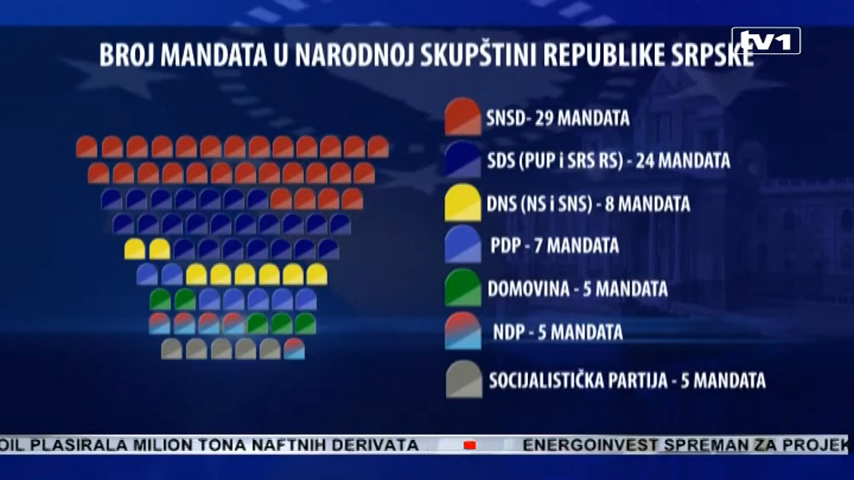 BROJ MANDATA U NARODNOJ SKUPŠTINI REPUBLIKE SRPSKE
tv1
SNSD- 29 MANDATA
SDS (PUP i SRS RS) - 24 MANDATA
DNS (NS i SNS) - 8 MANDATA
PDP - 7 MANDATA
DOMOVINA - 5 MANDATA
NDP - 5 MANDATA
SOCIJALISTIČKA PARTIJA - 5 MANDATA
OIL PLASIRALA MILION TONA NAFTNIH DERIVATA ENERGOINVEST SPREMAN ZA PROJEK